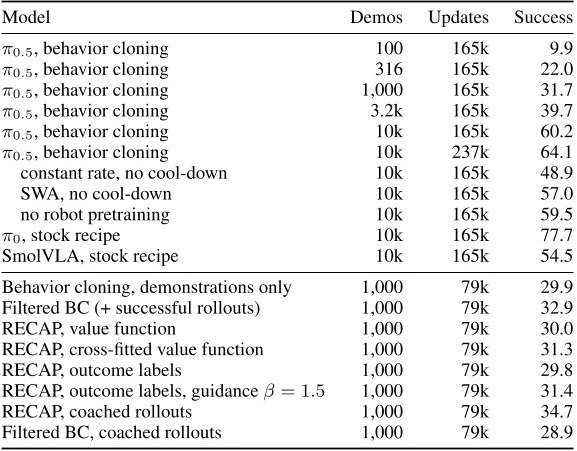 Model Demos Updates Success
π0.5, behavior cloning 100 165k 9.9
π0.5, behavior cloning 316 165k 22.0
π0.5, behavior cloning 1,000 165k 31.7
π0.5, behavior cloning 3.2k 165k 39.7
π0.5, behavior cloning 10k 165k 60.2
π0.5, behavior cloning 10k 237k 64.1
constant rate, no cool-down 10k 165k 48.9
SWA, no cool-down 10k 165k 57.0
no robot pretraining 10k 165k 59.5
π0, stock recipe 10k 165k 77.7
SmolVLA, stock recipe 10k 165k 54.5
Behavior cloning, demonstrations only 1,000 79k 29.9
Filtered BC (+ successful rollouts) 1,000 79k 32.9
RECAP, value function 1,000 79k 30.0
RECAP, cross-fitted value function 1,000 79k 31.3
RECAP, outcome labels 1,000 79k 29.8
RECAP, outcome labels, guidance β = 1.5 1,000 79k 31.4
RECAP, coached rollouts 1,000 79k 34.7
Filtered BC, coached rollouts 1,000 79k 28.9